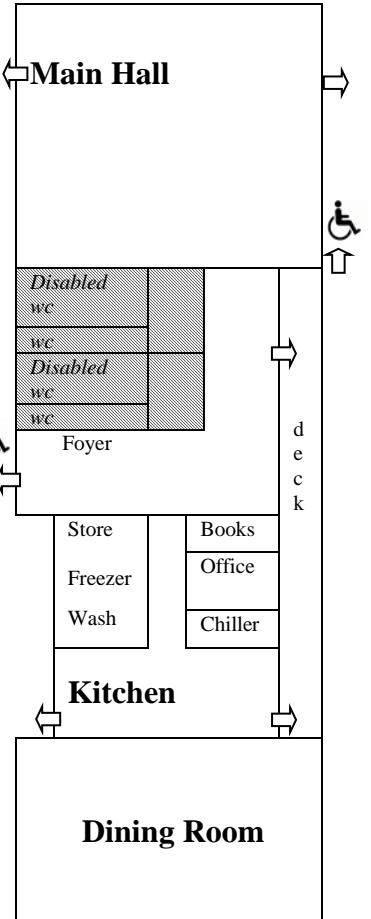 Main Hall
Disabled
wc
wc
Disabled
wc
wc
Foyer
d
e
c
k
Store
Books
Freezer
Office
Wash
Chiller
Kitchen
Dining Room